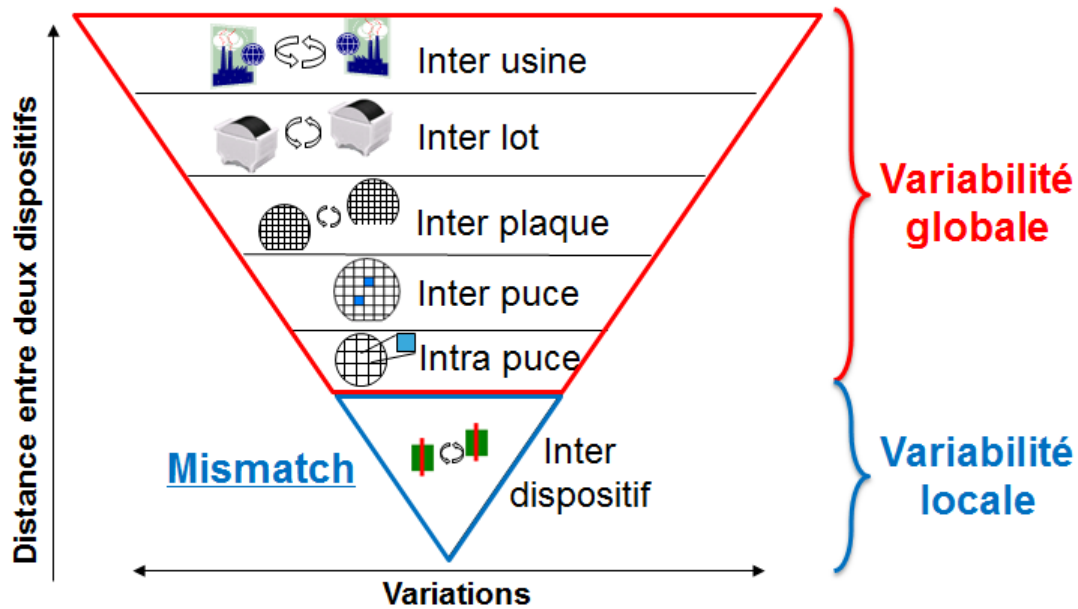 Distance entre deux dispositifs
Inter usine
Inter lot
Inter plaque
Inter puce
Intra puce
Variabilité
globale
Mismatch
Inter
dispositif
Variabilité
locale
Variations